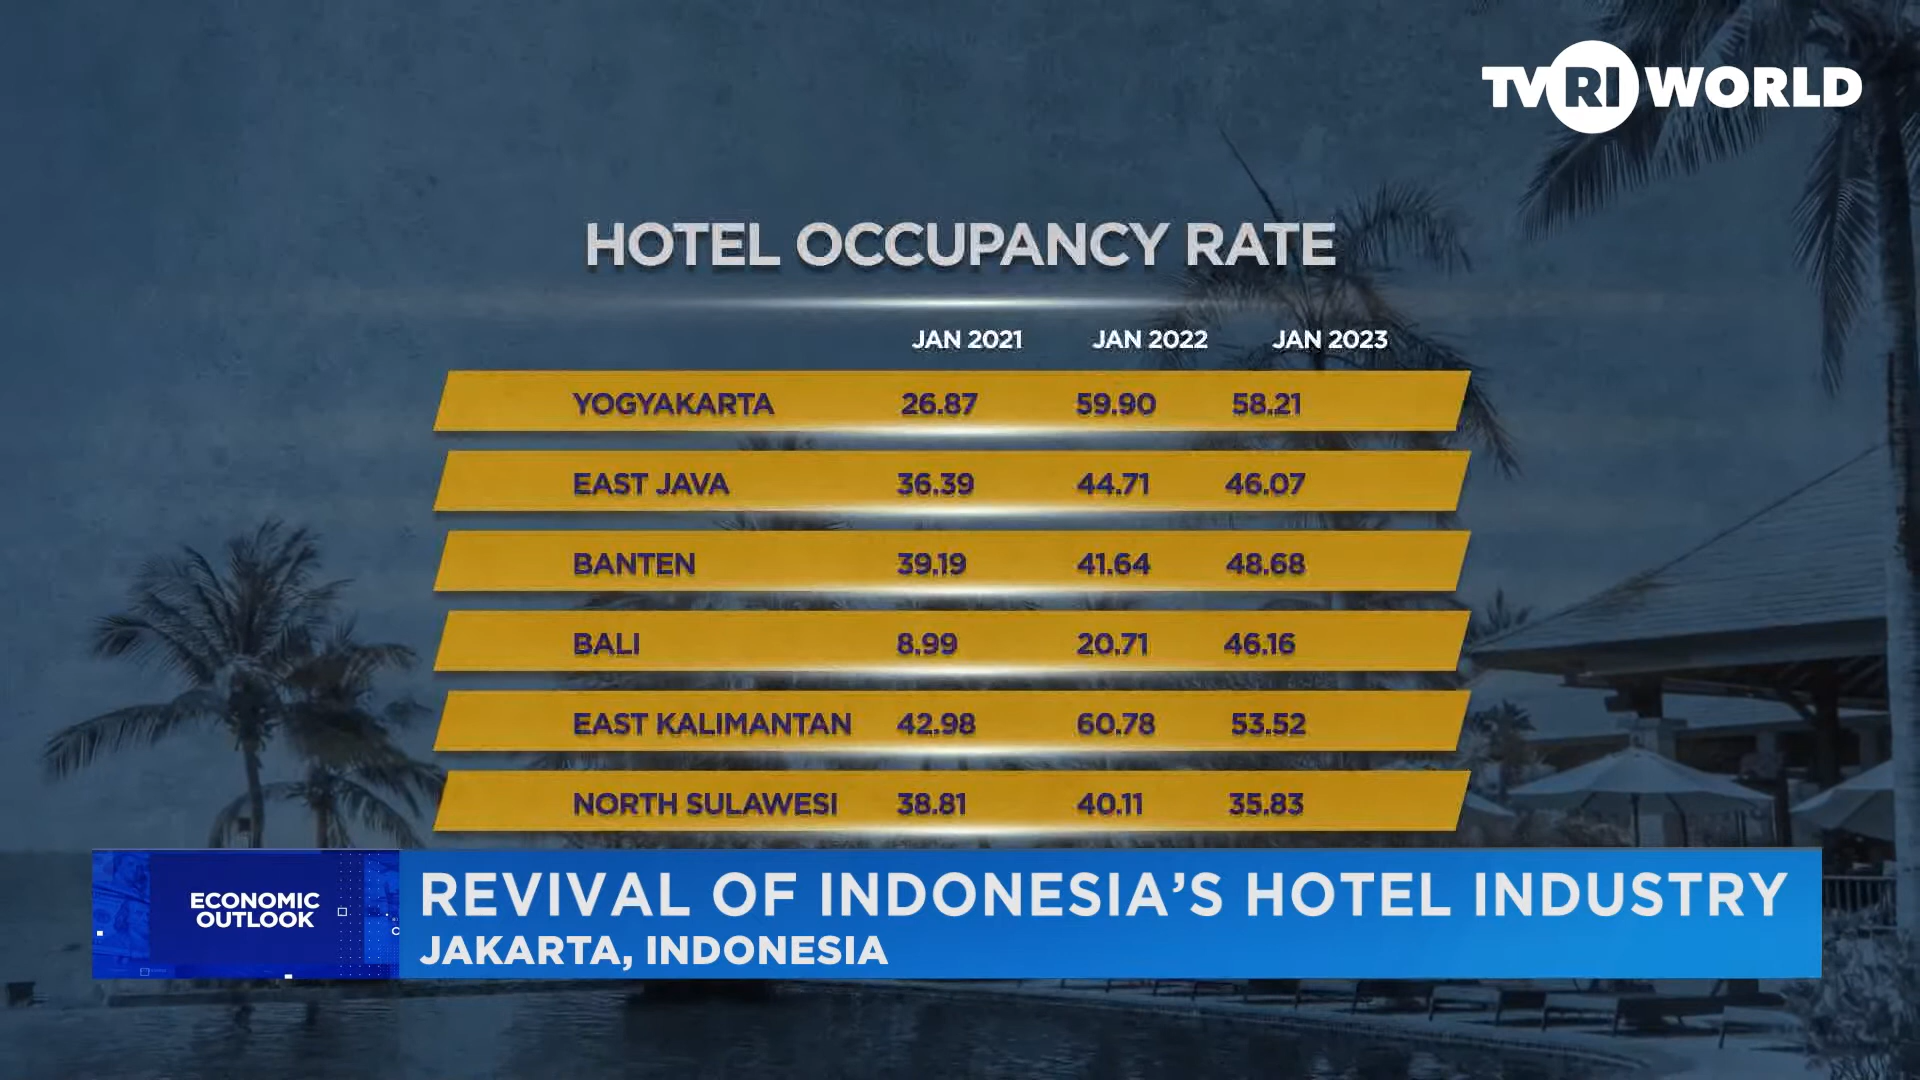 TVRI WORLD
HOTEL OCCUPANCY RATE
JAN 2021 JAN 2022 JAN 2023
YOGYAKARTA 26.87 59.90 58.21
EAST JAVA 36.39 44.71 46.07
BANTEN 39.19 41.64 48.68
BALI 8.99 20.71 46.16
EAST KALIMANTAN 42.98 60.78 53.52
NORTH SULAWESI 38.81 40.11 35.83
ECONOMIC
OUTLOOK
REVIVAL OF INDONESIA'S HOTEL INDUSTRY
JAKARTA, INDONESIA